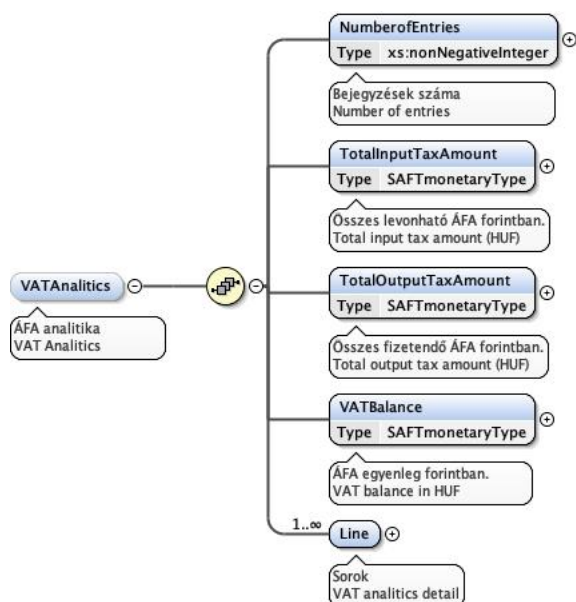 NumberofEntries
Type xs:nonNegativeInteger
Bejegyzések száma
Number of entries
TotalInputTaxAmount
Type SAFTmonetaryType
Összes levonható ÁFA forintban.
Total input tax amount (HUF)
VATAnalitics
ÁFA analitika
VAT Analitics
TotalOutputTaxAmount
Type SAFTmonetaryType
Összes fizetendő ÁFA forintban.
Total output tax amount (HUF)
VATBalance
Type SAFTmonetaryType
ÁFA egyenleg forintban.
VAT balance in HUF
1..∞
Line
Sorok
VAT analitics detail